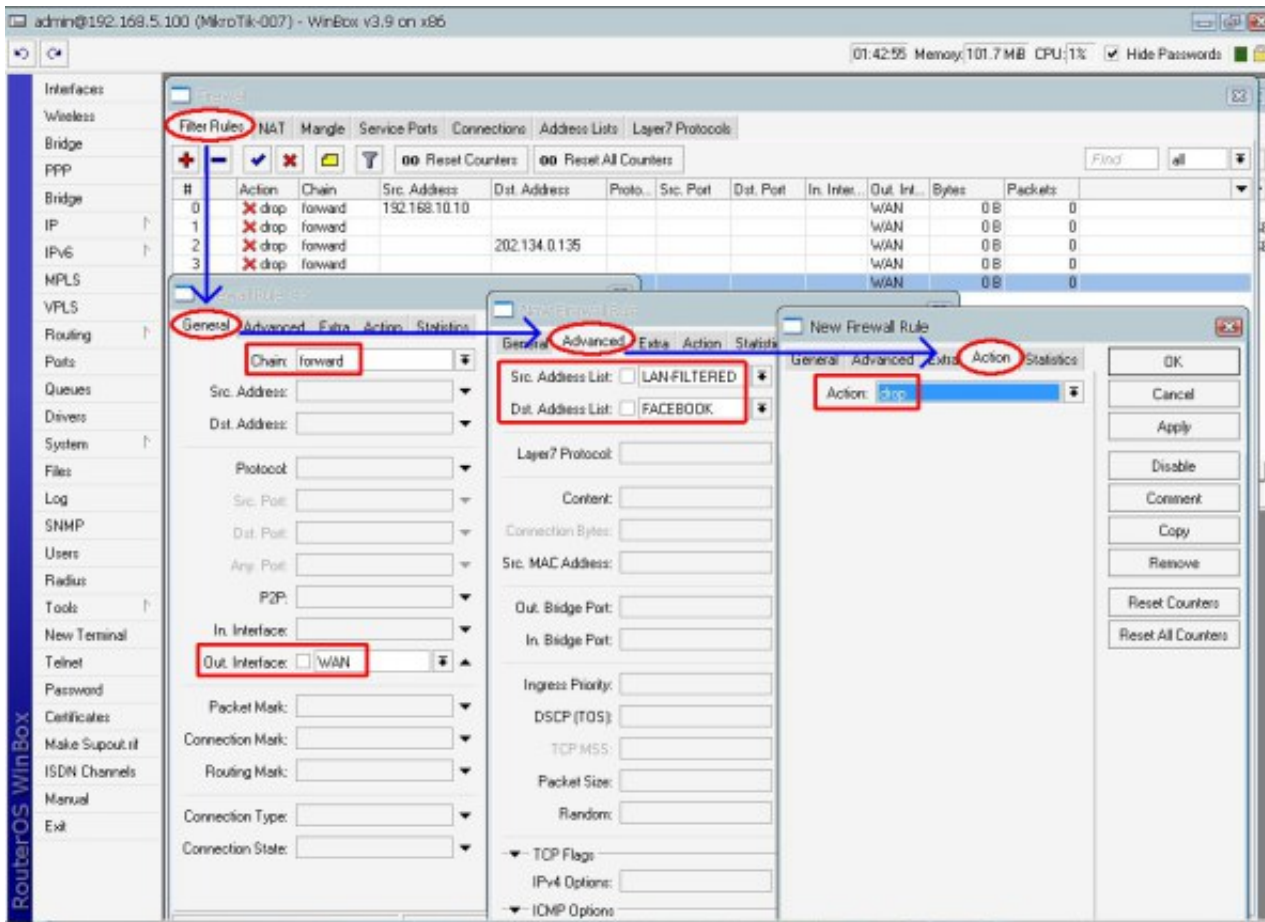 admin@192.168.5.100 (MikroTik-007) - WinBox v3.9 on x86
01:42:55 Memory: 101.7 MiB CPU: 1% Hide Passwords
Interfaces
Wireless
Bridge
PPP
Bridge
IP
IPv6
MPLS
VPLS
Routing
Ports
Queues
Drivers
System
Files
Log
SNMP
Users
Radius
Tools
New Terminal
Telnet
Password
Certificates
Make Supout.rif
ISDN Channels
Manual
Exit
RouterOS WinBox
Firewall
Filter Rules NAT Mangle Service Ports Connections Address Lists Layer7 Protocols
00 Reset Counters 00 Reset All Counters Find all
# Action Chain Src. Address Dst. Address Proto... Src. Port Dst. Port In. Inter... Out. Int... Bytes Packets
0 drop forward 192.168.10.10 WAN 0 B 0
1 drop forward WAN 0 B 0
2 drop forward 202.134.0.135 WAN 0 B 0
3 drop forward WAN 0 B 0
WAN 0 B 0
General Advanced Extra Action Statistics
Chain: forward
Src. Address:
Dst. Address:
Protocol:
Src. Port:
Dst. Port:
Any. Port:
P2P:
In. Interface:
Out. Interface: WAN
Packet Mark:
Connection Mark:
Routing Mark:
Connection Type:
Connection State:
New Firewall Rule
General Advanced Extra Action Statisti
Src. Address List: LAN-FILTERED
Dst. Address List: FACEBOOK
Layer7 Protocol:
Content:
Connection Bytes:
Src. MAC Address:
Out. Bridge Port:
In. Bridge Port:
Ingress Priority:
DSCP (TOS):
TCP MSS:
Packet Size:
Random:
TCP Flags
IPv4 Options:
ICMP Options
New Firewall Rule
General Advanced Extra Action Statistics
Action: drop
OK
Cancel
Apply
Disable
Comment
Copy
Remove
Reset Counters
Reset All Counters